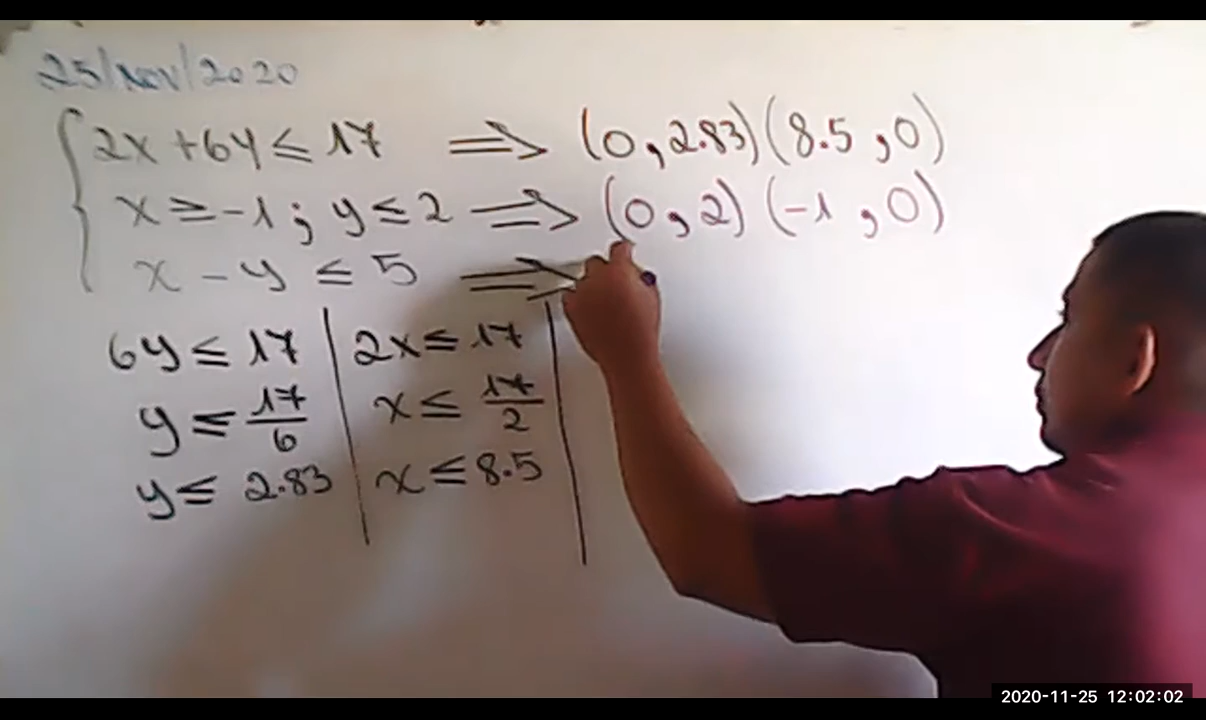 25/Nov/2020
2x+6y ≤ 17 ⟹ (0,2.83)(8.5,0)
x ≥ -1; y ≤ 2 ⟹ (0,2)(-1,0)
x - y ≤ 5 ⟹
6y ≤ 17 | 2x ≤ 17
y ≤ 17/6 | x ≤ 17/2
y ≤ 2.83 | x ≤ 8.5
2020-11-25 12:02:02